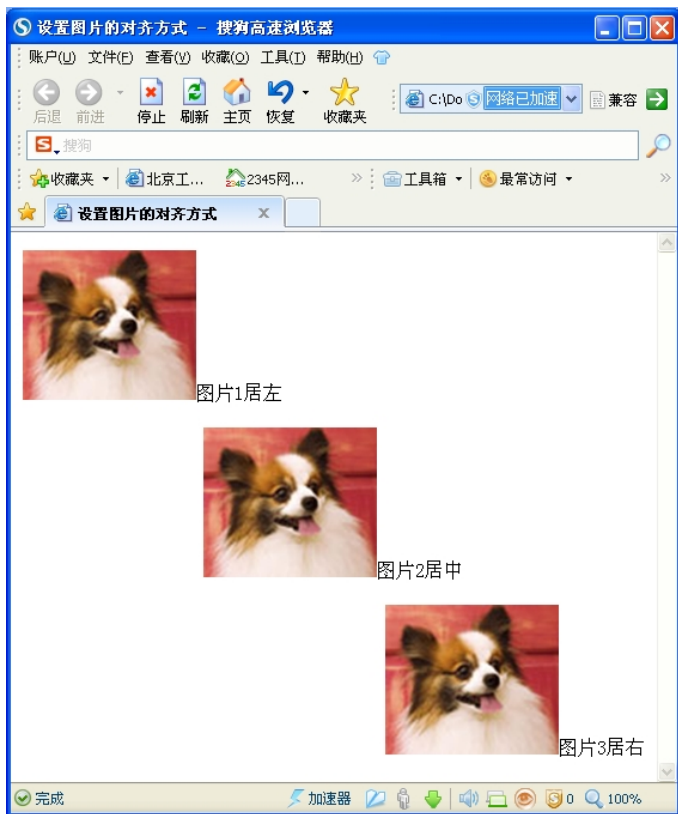 设置图片的对齐方式 - 搜狗高速浏览器
账户(U) 文件(F) 查看(V) 收藏(O) 工具(T) 帮助(H)
后退 前进 停止 刷新 主页 恢复 收藏夹 C:\Do 网络已加速 兼容
搜狗
收藏夹 北京工... 2345网... » 工具箱 最常访问 »
设置图片的对齐方式 x
图片1居左
图片2居中
图片3居右
完成 加速器 0 100%